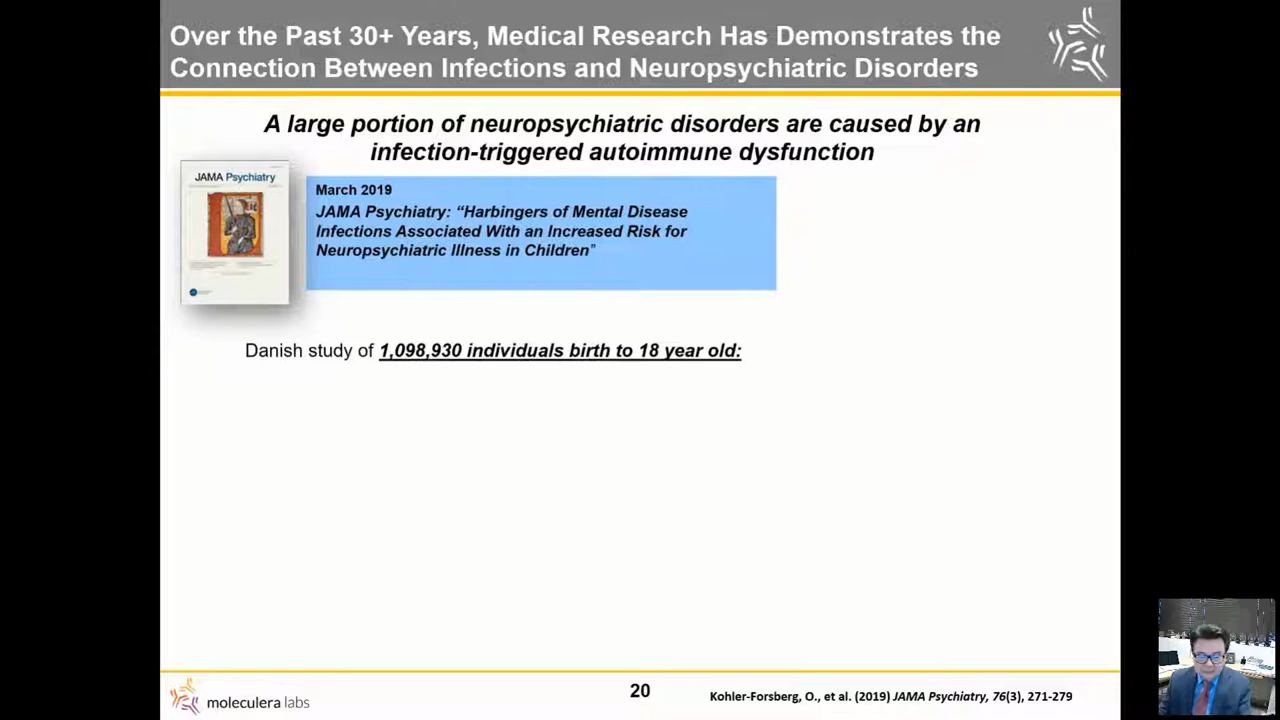 Over the Past 30+ Years, Medical Research Has Demonstrates the
Connection Between Infections and Neuropsychiatric Disorders
A large portion of neuropsychiatric disorders are caused by an
infection-triggered autoimmune dysfunction
JAMA Psychiatry
March 2019
JAMA Psychiatry: “Harbingers of Mental Disease
Infections Associated With an Increased Risk for
Neuropsychiatric Illness in Children”
Danish study of 1,098,930 individuals birth to 18 year old:
moleculera labs
20
Kohler-Forsberg, O., et al. (2019) JAMA Psychiatry, 76(3), 271-279